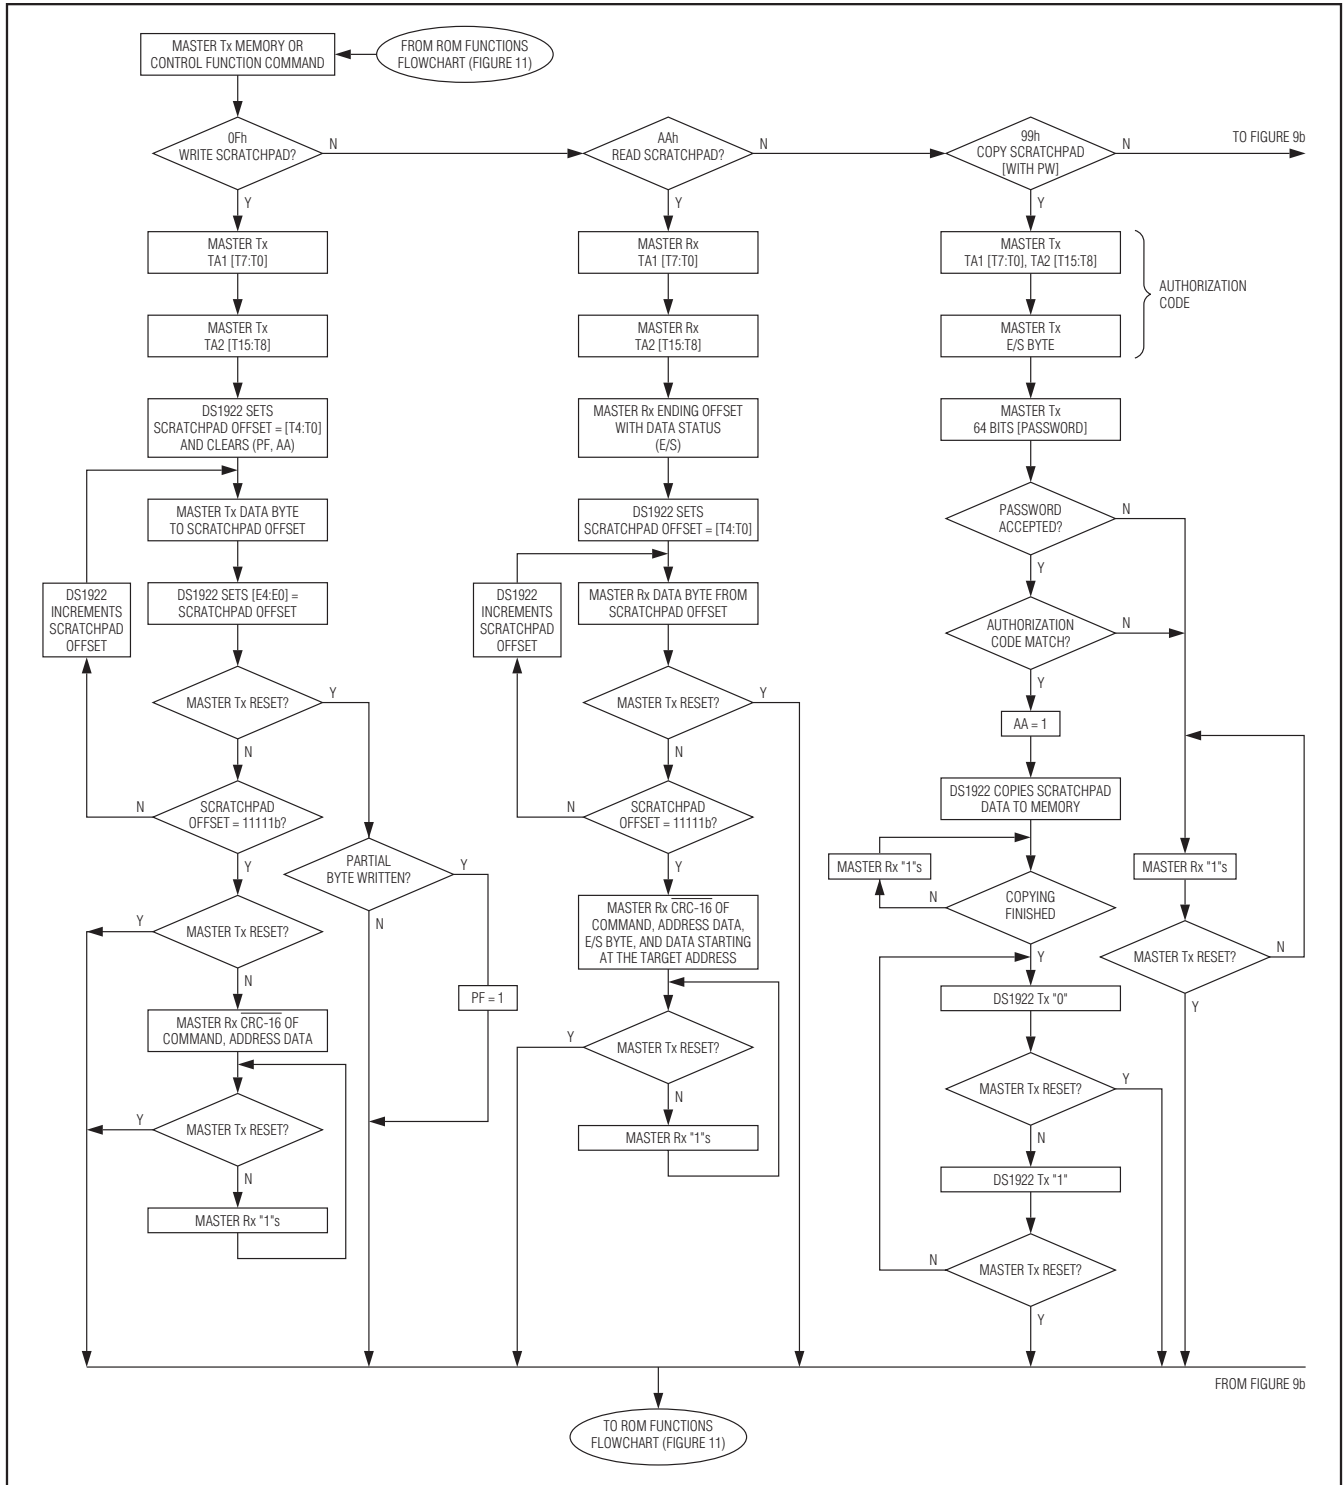 MASTER Tx MEMORY OR
CONTROL FUNCTION COMMAND
FROM ROM FUNCTIONS
FLOWCHART (FIGURE 11)
0Fh
WRITE SCRATCHPAD?
N
Y
AAh
READ SCRATCHPAD?
N
Y
99h
COPY SCRATCHPAD
[WITH PW]
N
Y
TO FIGURE 9b
MASTER Tx
TA1 [T7:T0]
MASTER Tx
TA2 [T15:T8]
DS1922 SETS
SCRATCHPAD OFFSET = [T4:T0]
AND CLEARS (PF, AA)
MASTER Tx DATA BYTE
TO SCRATCHPAD OFFSET
DS1922 SETS [E4:E0] =
SCRATCHPAD OFFSET
DS1922
INCREMENTS
SCRATCHPAD
OFFSET
MASTER Tx RESET?
Y
N
SCRATCHPAD
OFFSET = 11111b?
N
Y
PARTIAL
BYTE WRITTEN?
Y
N
PF = 1
MASTER Tx RESET?
Y
N
MASTER Rx CRC-16 OF
COMMAND, ADDRESS DATA
MASTER Tx RESET?
Y
N
MASTER Rx "1"s
MASTER Rx
TA1 [T7:T0]
MASTER Rx
TA2 [T15:T8]
MASTER Rx ENDING OFFSET
WITH DATA STATUS
(E/S)
DS1922 SETS
SCRATCHPAD OFFSET = [T4:T0]
MASTER Rx DATA BYTE FROM
SCRATCHPAD OFFSET
DS1922
INCREMENTS
SCRATCHPAD
OFFSET
MASTER Tx RESET?
Y
N
SCRATCHPAD
OFFSET = 11111b?
N
Y
MASTER Rx CRC-16 OF
COMMAND, ADDRESS DATA,
E/S BYTE, AND DATA STARTING
AT THE TARGET ADDRESS
MASTER Tx RESET?
Y
N
MASTER Rx "1"s
MASTER Tx
TA1 [T7:T0], TA2 [T15:T8]
MASTER Tx
E/S BYTE
AUTHORIZATION
CODE
MASTER Tx
64 BITS [PASSWORD]
PASSWORD
ACCEPTED?
N
Y
AUTHORIZATION
CODE MATCH?
N
Y
AA = 1
DS1922 COPIES SCRATCHPAD
DATA TO MEMORY
MASTER Rx "1"s
COPYING
FINISHED
N
Y
MASTER Rx "1"s
MASTER Tx RESET?
N
Y
DS1922 Tx "0"
MASTER Tx RESET?
Y
N
DS1922 Tx "1"
MASTER Tx RESET?
N
Y
FROM FIGURE 9b
TO ROM FUNCTIONS
FLOWCHART (FIGURE 11)